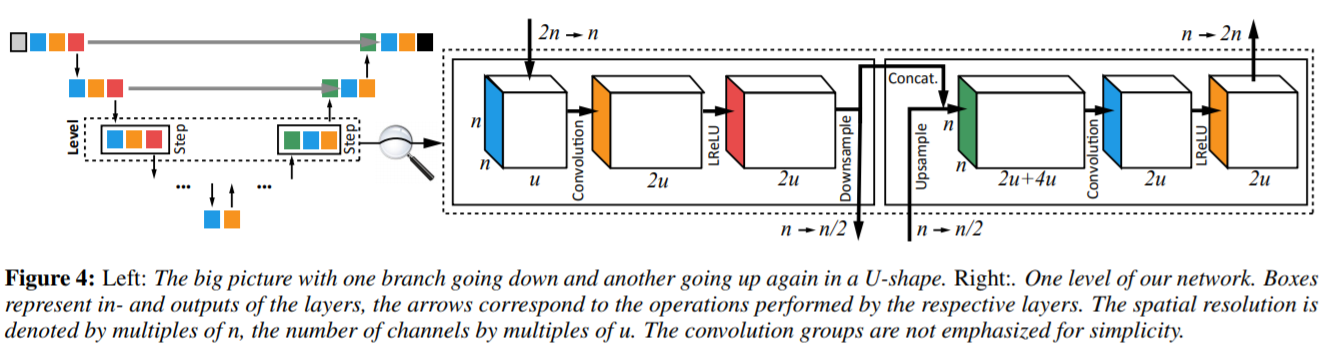 Level
Step
Step
...
...
2n → n
n
n
u
Convolution
2u
LReLU
2u
Downsample
n → n/2
Concat.
Upsample
n → n/2
n
n
2u+4u
Convolution
2u
LReLU
2u
n → 2n
Figure 4: Left: The big picture with one branch going down and another going up again in a U-shape. Right:. One level of our network. Boxes
represent in- and outputs of the layers, the arrows correspond to the operations performed by the respective layers. The spatial resolution is
denoted by multiples of n, the number of channels by multiples of u. The convolution groups are not emphasized for simplicity.